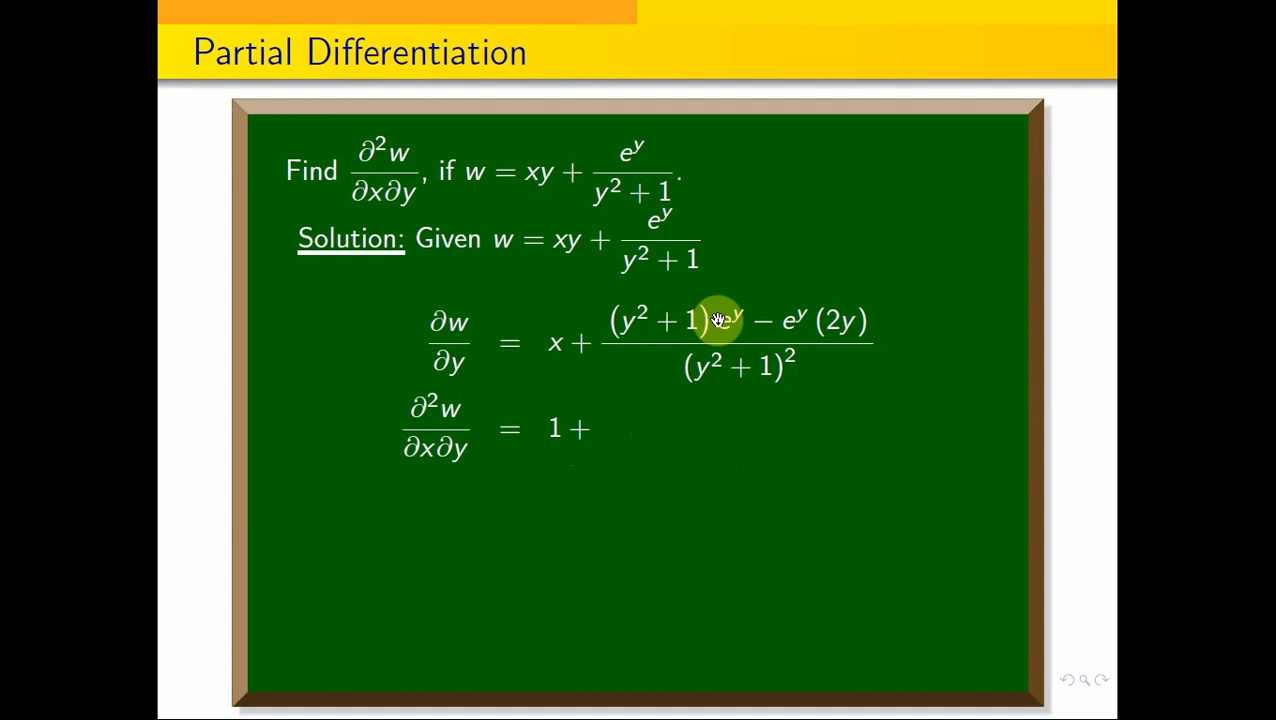 Partial Differentiation
Find ∂²w/∂x∂y, if w = xy + e^y/(y² + 1).
Solution: Given w = xy + e^y/(y² + 1)
∂w/∂y = x + ((y² + 1) e^y − e^y (2y))/(y² + 1)²
∂²w/∂x∂y = 1 +